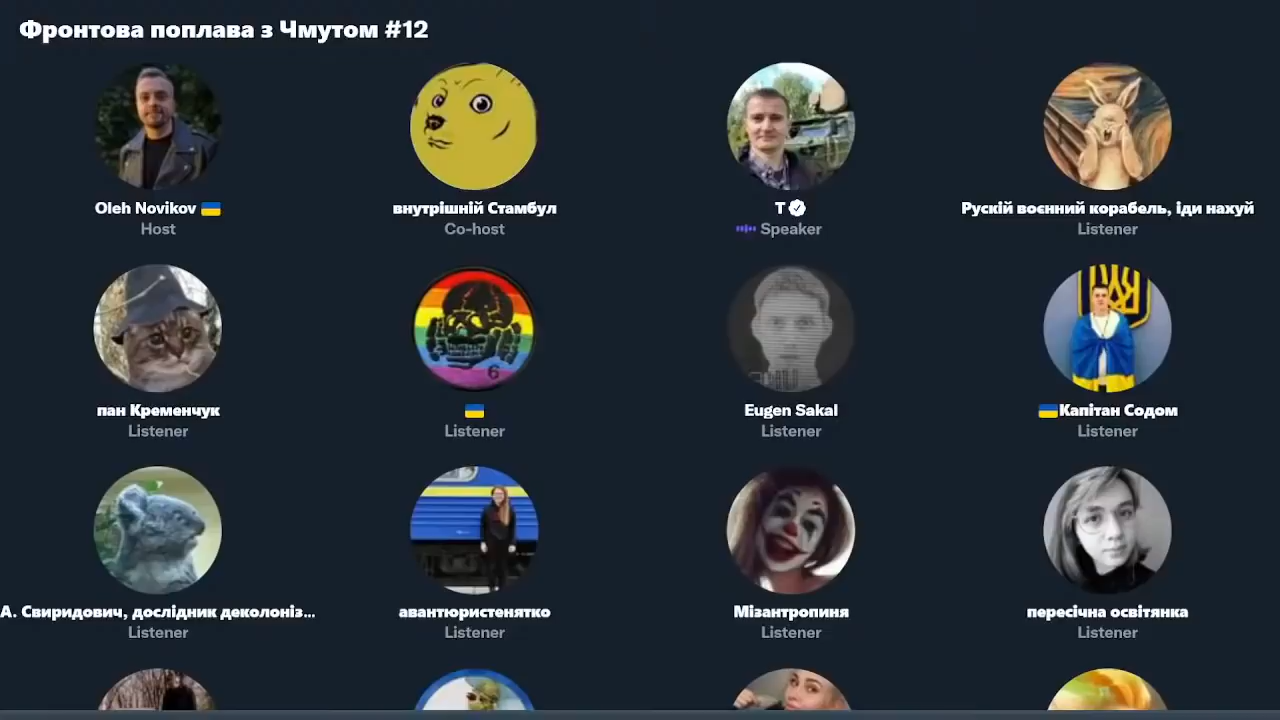 Фронтова поплава з Чмутом #12
Oleh Novikov
внутрішній Стамбул
T
Рускій воєнний корабель, іди нахуй
Host
Co-host
Speaker
Listener
6
пан Кременчук
Eugen Sakal
Капітан Содом
Listener
Listener
Listener
Listener
А. Свиридович, дослідник деколоніз...
авантюристенятко
Мізантропиня
пересічна освітянка
Listener
Listener
Listener
Listener